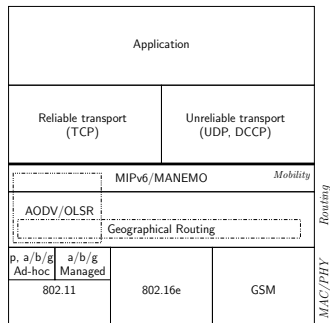 Application
Reliable transport
(TCP)
Unreliable transport
(UDP, DCCP)
MIPv6/MANEMO
Mobility
AODV/OLSR
Routing
Geographical Routing
p, a/b/g
Ad-hoc
a/b/g
Managed
802.11
802.16e
GSM
MAC/PHY